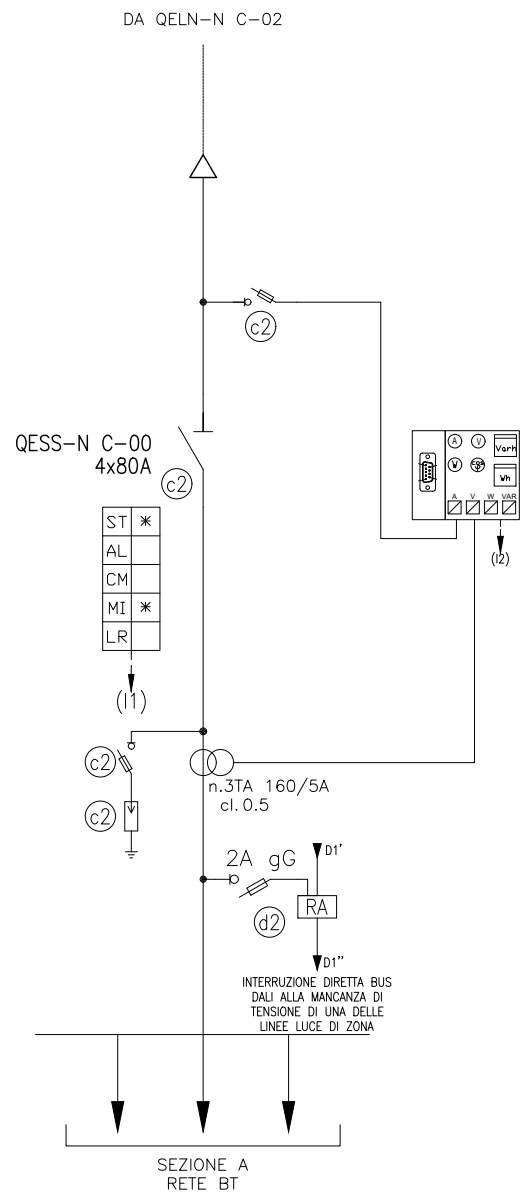 DA QELN-N C-02
c2
QESS-N C-00
4x80A
c2
A V Varh
W cosφ Wh
A V W VAR
(I2)
ST *
AL
CM
MI *
LR
(I1)
c2
n.3TA 160/5A
cl.0.5
c2
2A gG
D1'
RA
d2
D1''
INTERRUZIONE DIRETTA BUS
DALI ALLA MANCANZA DI
TENSIONE DI UNA DELLE
LINEE LUCE DI ZONA
SEZIONE A
RETE BT